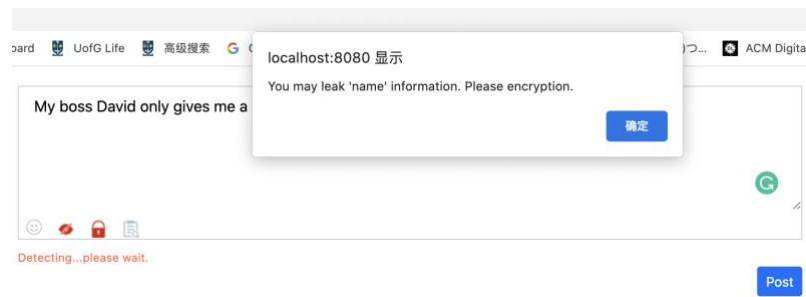 oard UofG Life 高级搜索 )つ... ACM Digita
localhost:8080 显示
You may leak 'name' information. Please encryption.
确定
My boss David only gives me a
Detecting...please wait.
Post